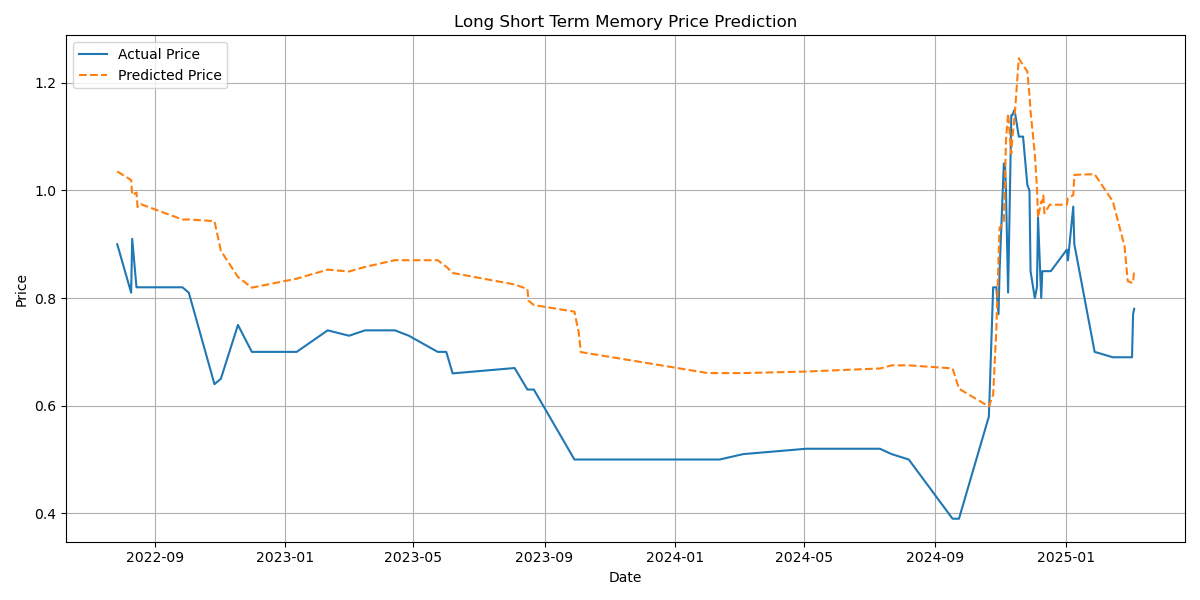 Long Short Term Memory Price Prediction
Actual Price
Predicted Price
Price
1.2
1.0
0.8
0.6
0.4
2022-09 2023-01 2023-05 2023-09 2024-01 2024-05 2024-09 2025-01
Date